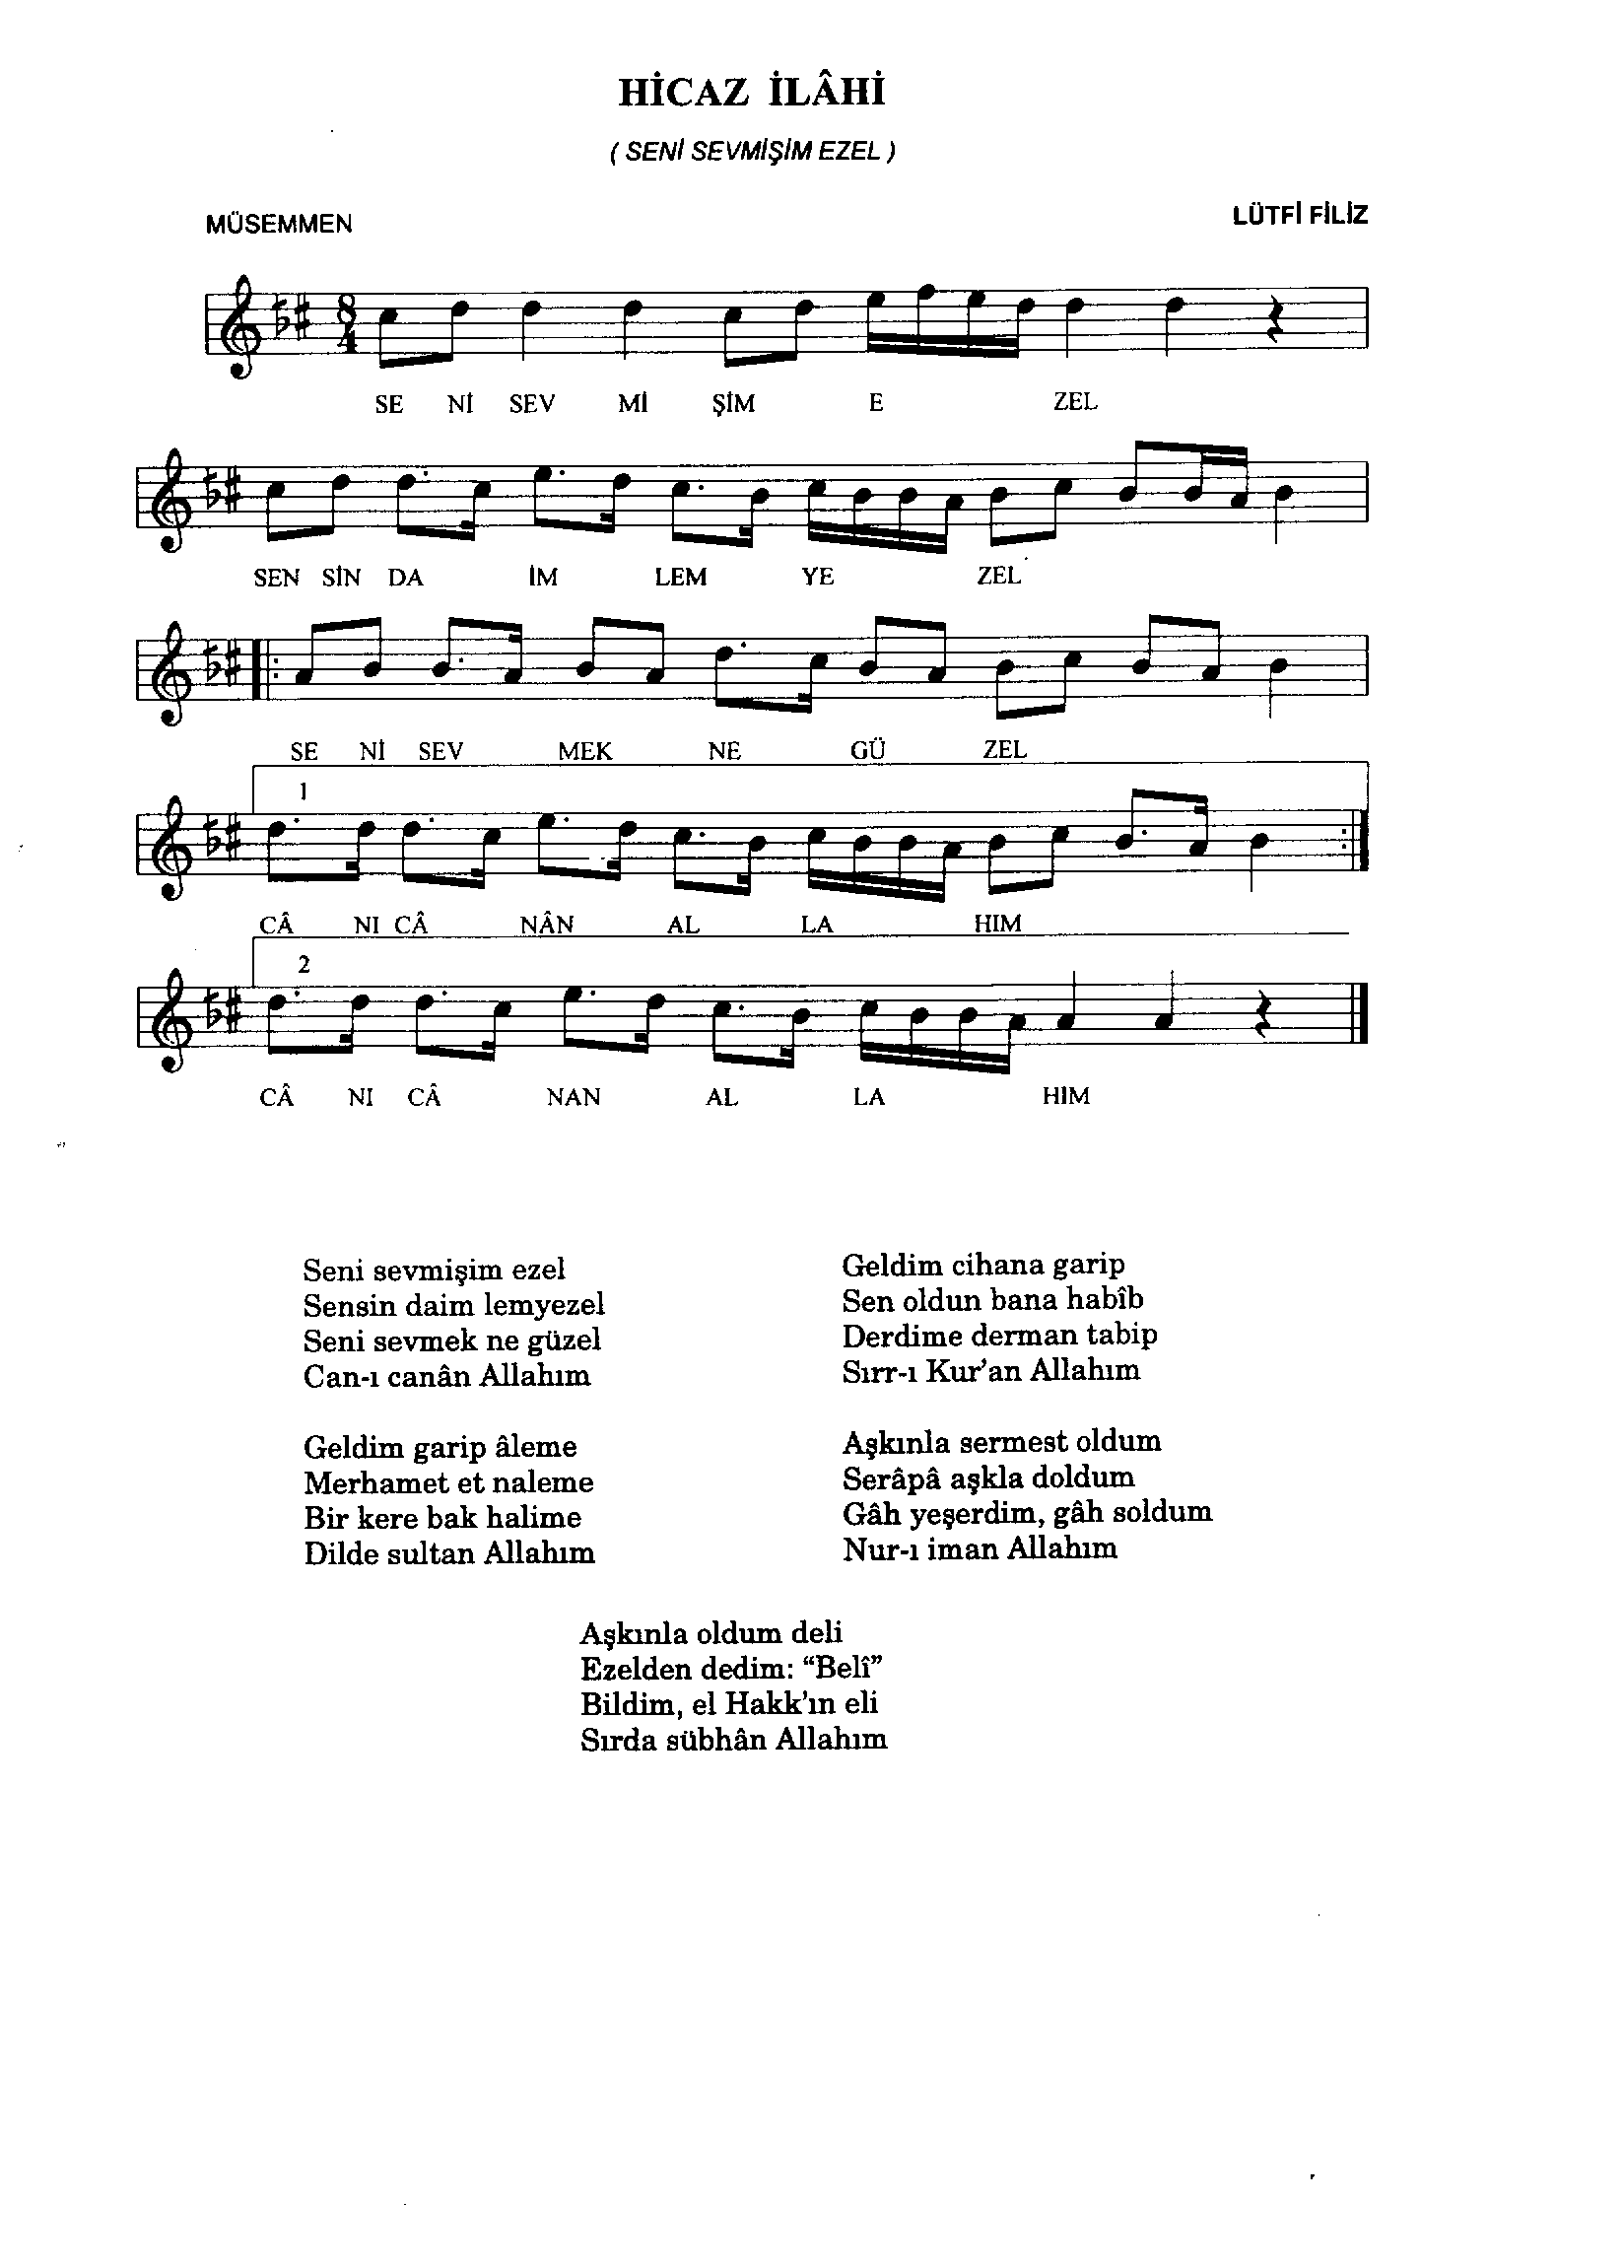 HİCAZ İLÂHİ
( SENİ SEVMİŞİM EZEL )
MÜSEMMEN
LÜTFİ FİLİZ
8
4
SE Nİ SEV Mİ ŞİM E ZEL
SEN SİN DA İM LEM YE ZEL
SE Nİ SEV MEK NE GÜ ZEL
1
CÂ NI CÂ NÂN AL LA HIM
2
CÂ NI CÂ NAN AL LA HIM
Seni sevmişim ezel
Sensin daim lemyezel
Seni sevmek ne güzel
Can-ı canân Allahım
Geldim garip âleme
Merhamet et naleme
Bir kere bak halime
Dilde sultan Allahım
Geldim cihana garip
Sen oldun bana habîb
Derdime derman tabip
Sırr-ı Kur’an Allahım
Aşkınla sermest oldum
Serâpâ aşkla doldum
Gâh yeşerdim, gâh soldum
Nur-ı iman Allahım
Aşkınla oldum deli
Ezelden dedim: “Belî”
Bildim, el Hakk’ın eli
Sırda sübhân Allahım